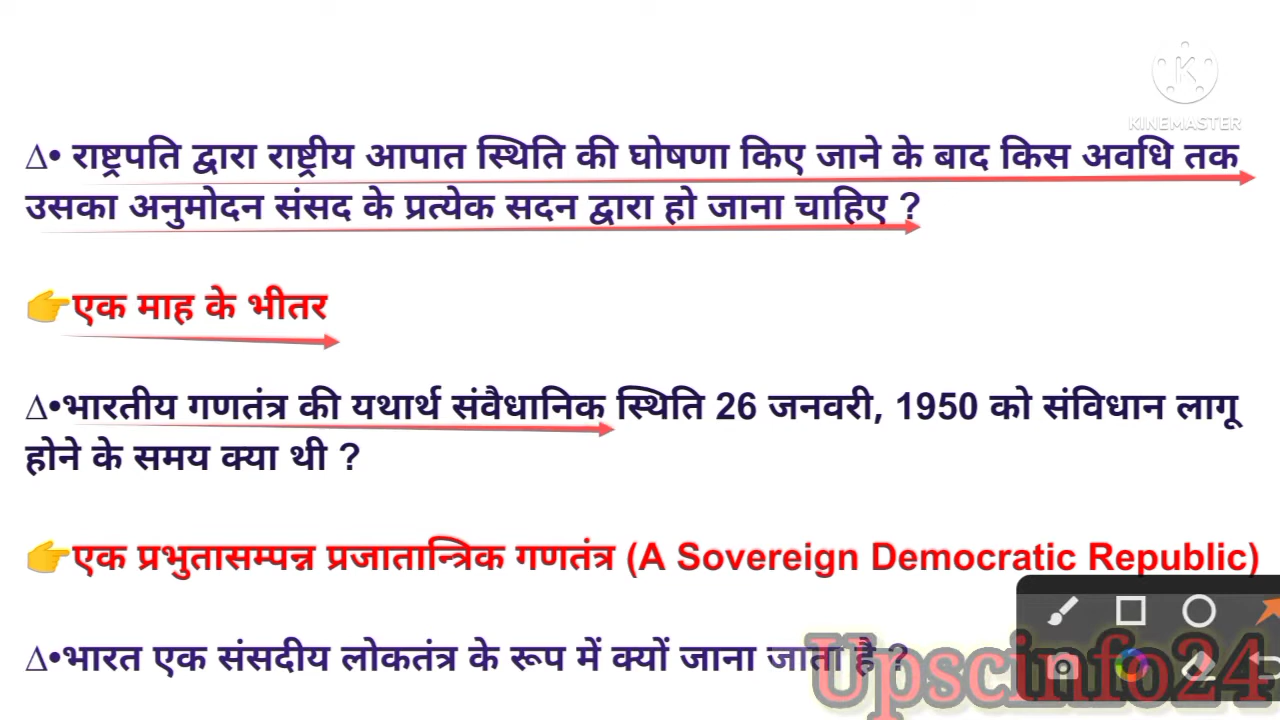 KINEMASTER
∆• राष्ट्रपति द्वारा राष्ट्रीय आपात स्थिति की घोषणा किए जाने के बाद किस अवधि तक
उसका अनुमोदन संसद के प्रत्येक सदन द्वारा हो जाना चाहिए ?
👉एक माह के भीतर
∆•भारतीय गणतंत्र की यथार्थ संवैधानिक स्थिति 26 जनवरी, 1950 को संविधान लागू
होने के समय क्या थी ?
👉एक प्रभुतासम्पन्न प्रजातान्त्रिक गणतंत्र (A Sovereign Democratic Republic)
∆•भारत एक संसदीय लोकतंत्र के रूप में क्यों जाना जाता है ?
Upscinfo24